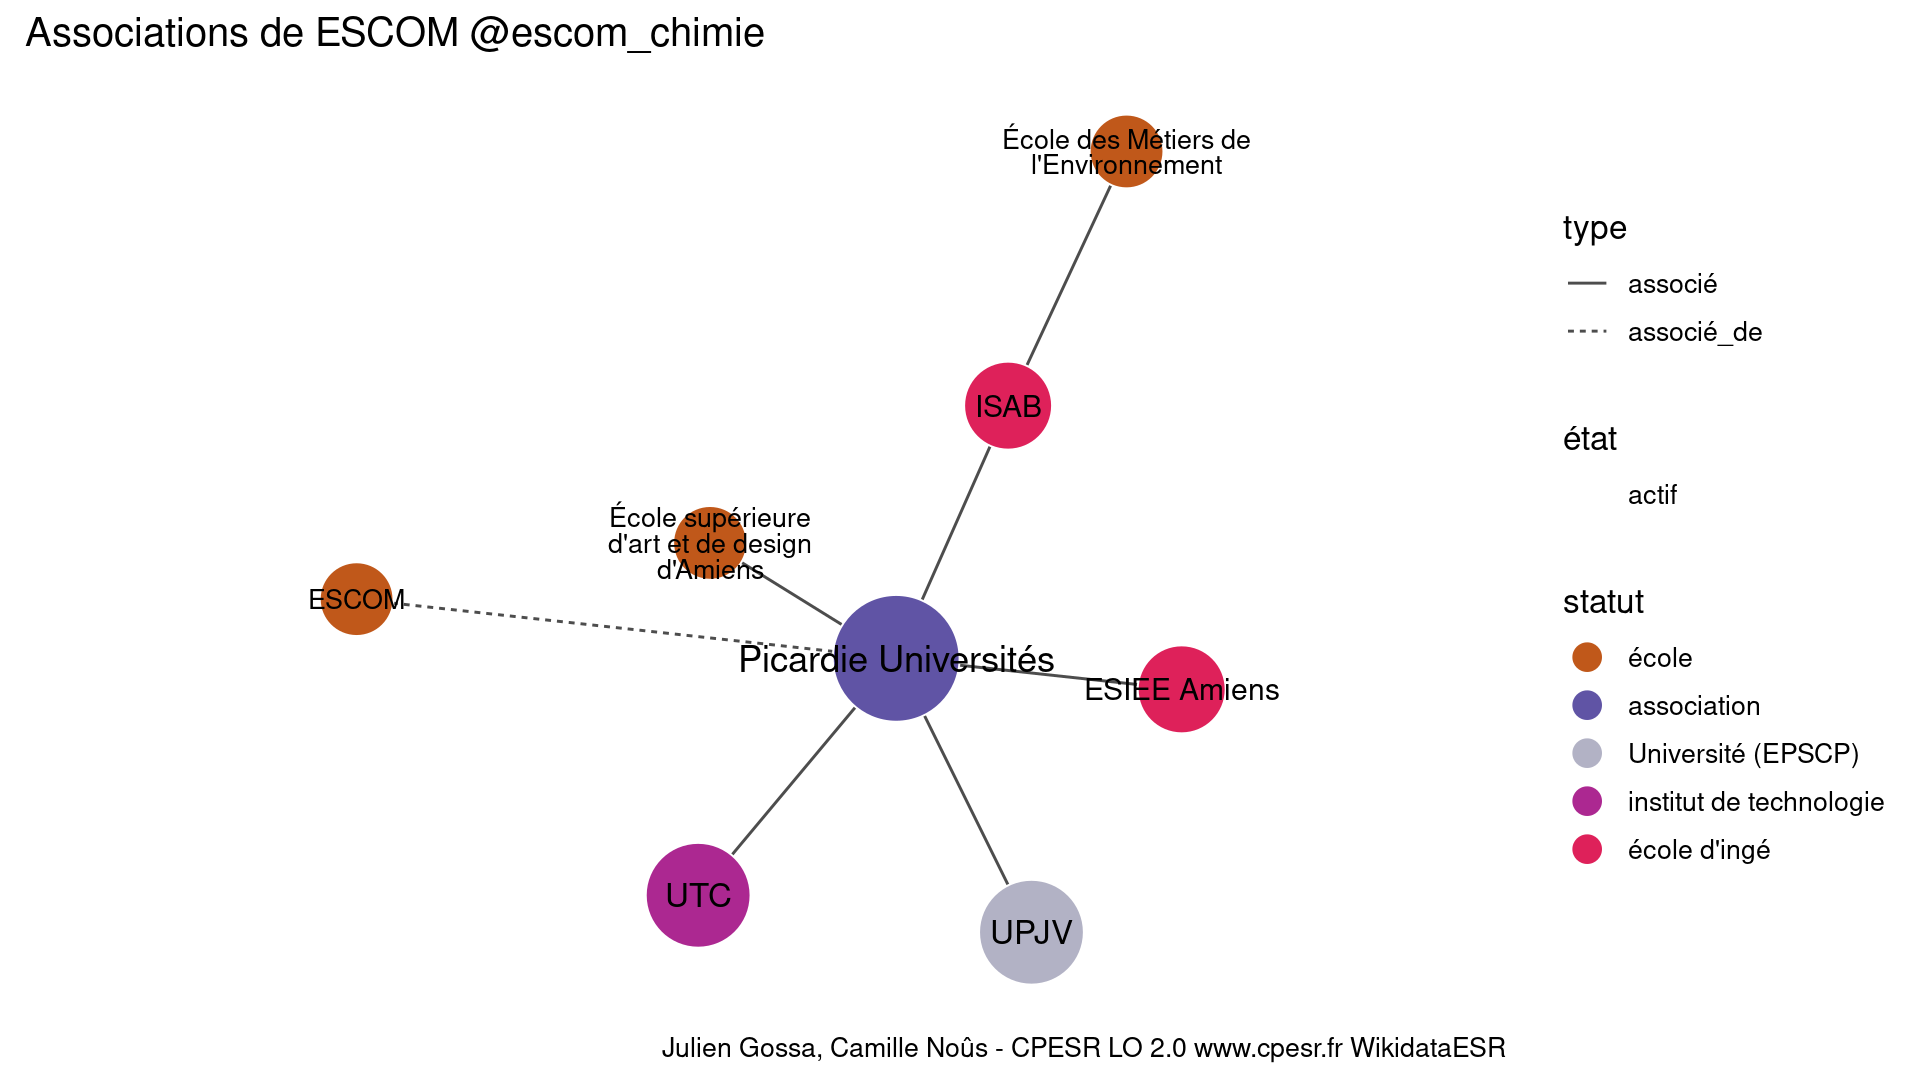 Associations de ESCOM @escom_chimie
École des Métiers de
l'Environnement
ISAB
École supérieure
d'art et de design
d'Amiens
ESCOM
Picardie Universités
ESIEE Amiens
UTC
UPJV
type
associé
associé_de
état
actif
statut
école
association
Université (EPSCP)
institut de technologie
école d'ingé
Julien Gossa, Camille Noûs - CPESR LO 2.0 www.cpesr.fr WikidataESR